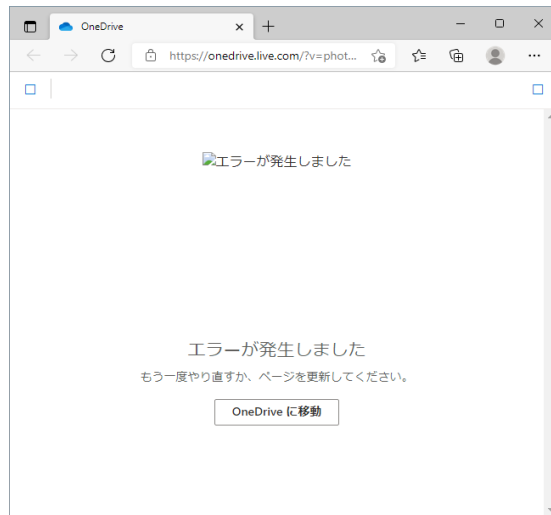 OneDrive
https://onedrive.live.com/?v=phot...
エラーが発生しました
エラーが発生しました
もう一度やり直すか、ページを更新してください。
OneDrive に移動